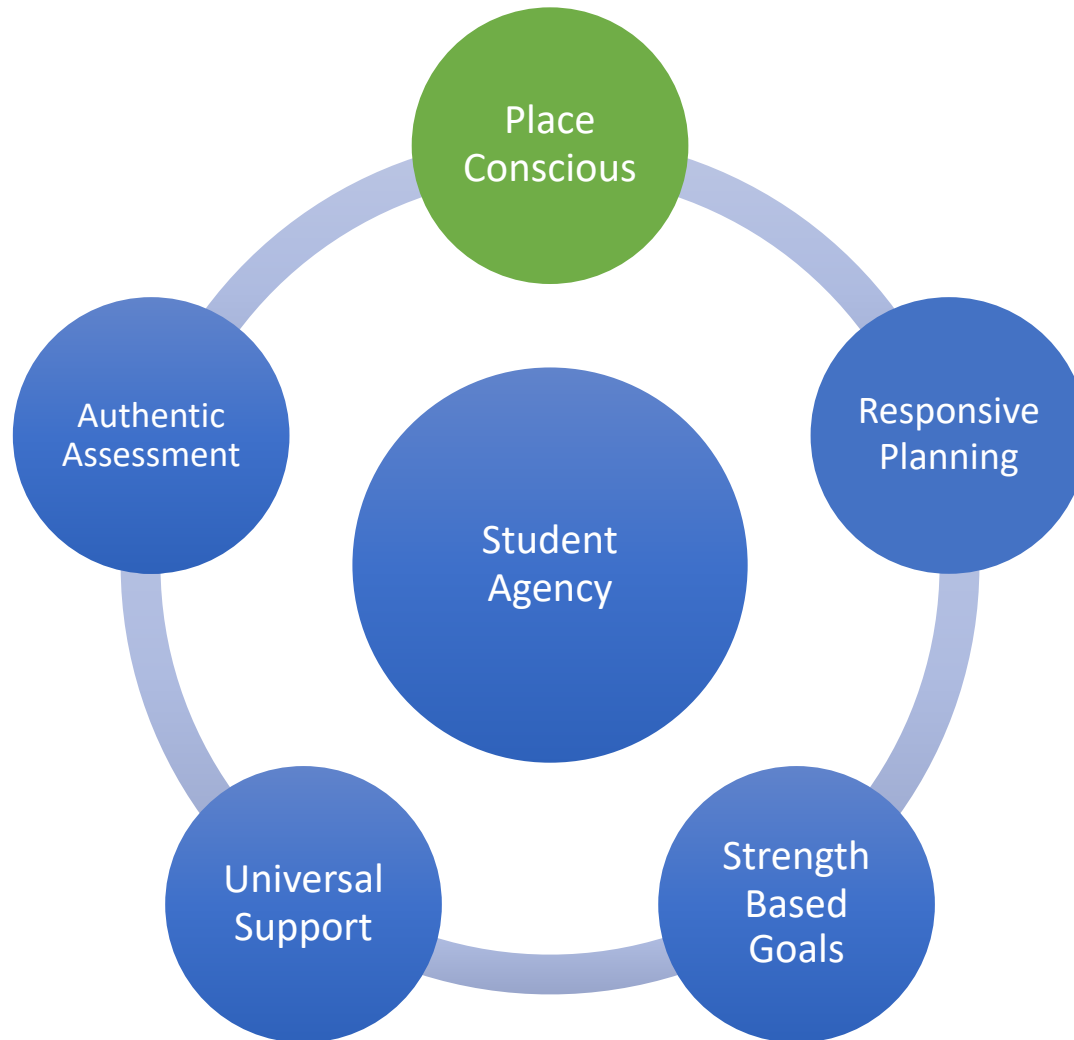 Place
Conscious
Responsive
Planning
Strength
Based
Goals
Universal
Support
Authentic
Assessment
Student
Agency